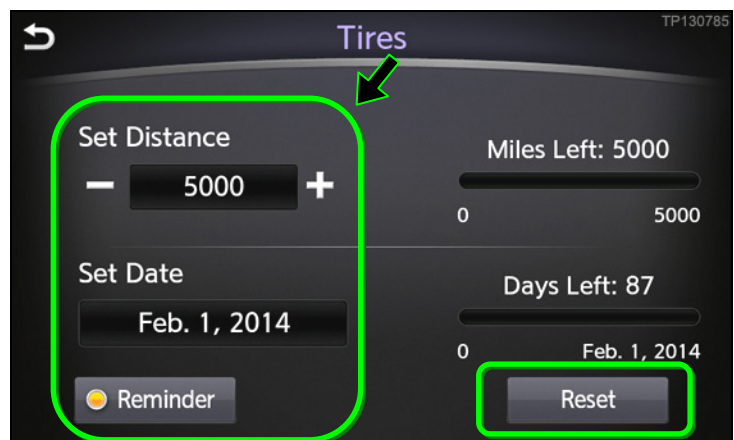 TP130785
Tires
Set Distance
5000
Miles Left: 5000
0 5000
Set Date
Feb. 1, 2014
Days Left: 87
0 Feb. 1, 2014
Reminder
Reset